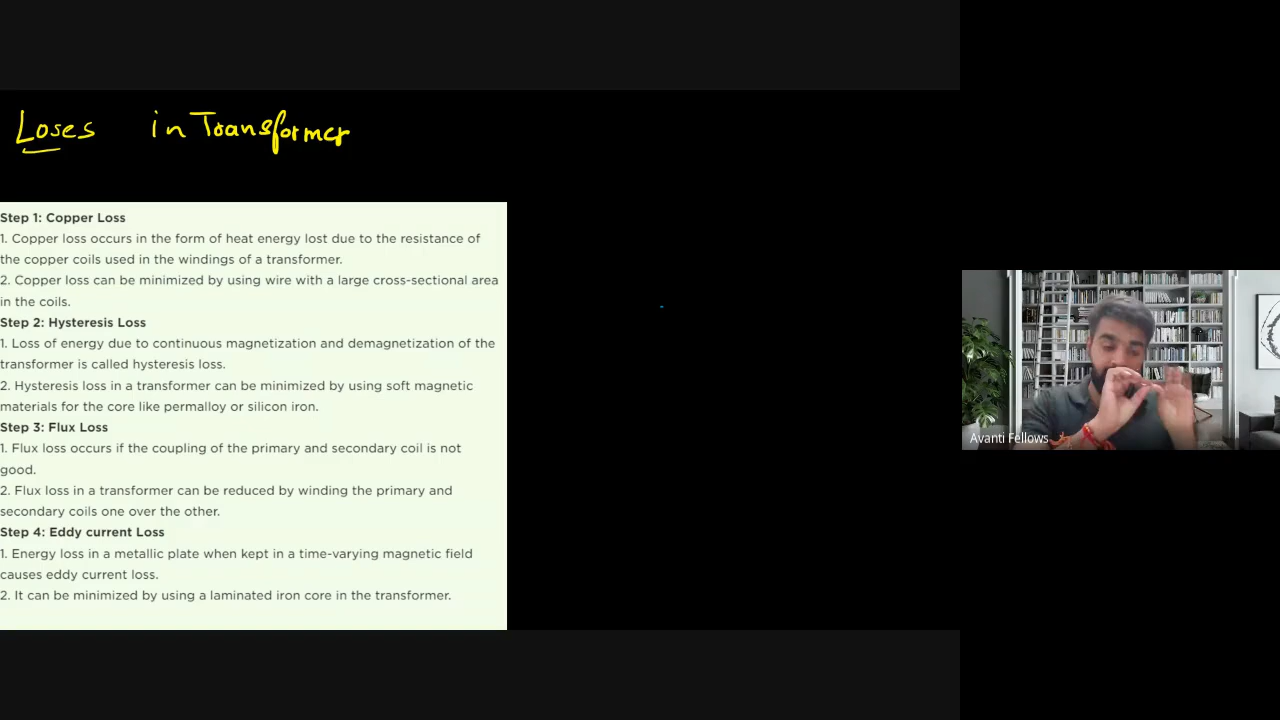 Loses in Transformer
Step 1: Copper Loss
1. Copper loss occurs in the form of heat energy lost due to the resistance of
the copper coils used in the windings of a transformer.
2. Copper loss can be minimized by using wire with a large cross-sectional area
in the coils.
Step 2: Hysteresis Loss
1. Loss of energy due to continuous magnetization and demagnetization of the
transformer is called hysteresis loss.
2. Hysteresis loss in a transformer can be minimized by using soft magnetic
materials for the core like permalloy or silicon iron.
Step 3: Flux Loss
1. Flux loss occurs if the coupling of the primary and secondary coil is not
good.
2. Flux loss in a transformer can be reduced by winding the primary and
secondary coils one over the other.
Step 4: Eddy current Loss
1. Energy loss in a metallic plate when kept in a time-varying magnetic field
causes eddy current loss.
2. It can be minimized by using a laminated iron core in the transformer.
Avanti Fellows